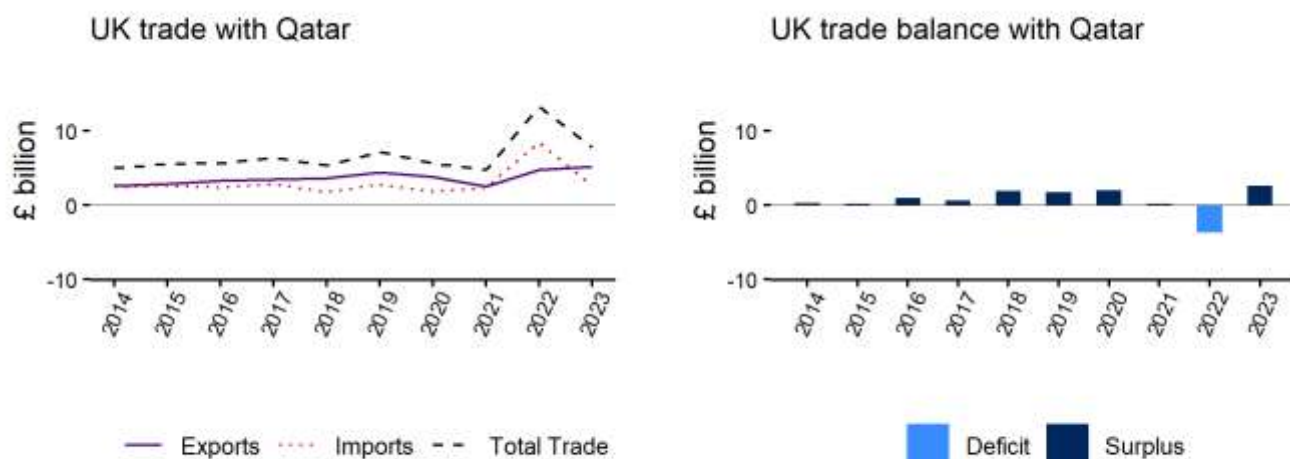 UK trade with Qatar
£ billion
10
0
-10
2014
2015
2016
2017
2018
2019
2020
2021
2022
2023
Exports
Imports
Total Trade
UK trade balance with Qatar
£ billion
10
0
-10
2014
2015
2016
2017
2018
2019
2020
2021
2022
2023
Deficit
Surplus